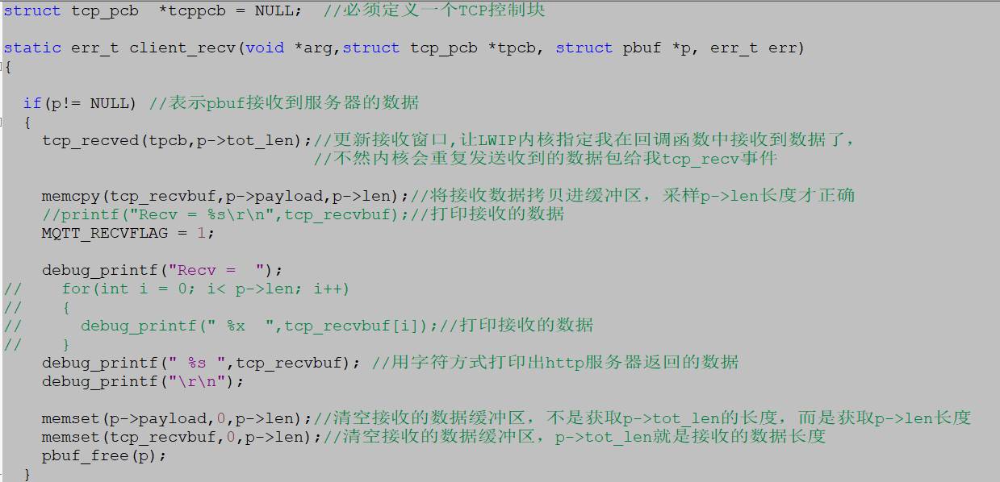 struct tcp_pcb  *tcppcb = NULL;  //必须定义一个TCP控制块
static err_t client_recv(void *arg,struct tcp_pcb *tpcb, struct pbuf *p, err_t err)
{
  if(p!= NULL) //表示pbuf接收到服务器的数据
  {
    tcp_recved(tpcb,p->tot_len);//更新接收窗口,让LWIP内核指定我在回调函数中接收到数据了,
                                //不然内核会重复发送收到的数据包给我tcp_recv事件
    memcpy(tcp_recvbuf,p->payload,p->len);//将接收数据拷贝进缓冲区，采样p->len长度才正确
    //printf("Recv = %s\r\n",tcp_recvbuf);//打印接收的数据
    MQTT_RECVFLAG = 1;
    debug_printf("Recv =  ");
//    for(int i = 0; i< p->len; i++)
//    {
//      debug_printf(" %x  ",tcp_recvbuf[i]);//打印接收的数据
//    }
    debug_printf(" %s ",tcp_recvbuf); //用字符方式打印出http服务器返回的数据
    debug_printf("\r\n");
    memset(p->payload,0,p->len);//清空接收的数据缓冲区，不是获取p->tot_len的长度，而是获取p->len长度
    memset(tcp_recvbuf,0,p->len);//清空接收的数据缓冲区，p->tot_len就是接收的数据长度
    pbuf_free(p);
  }